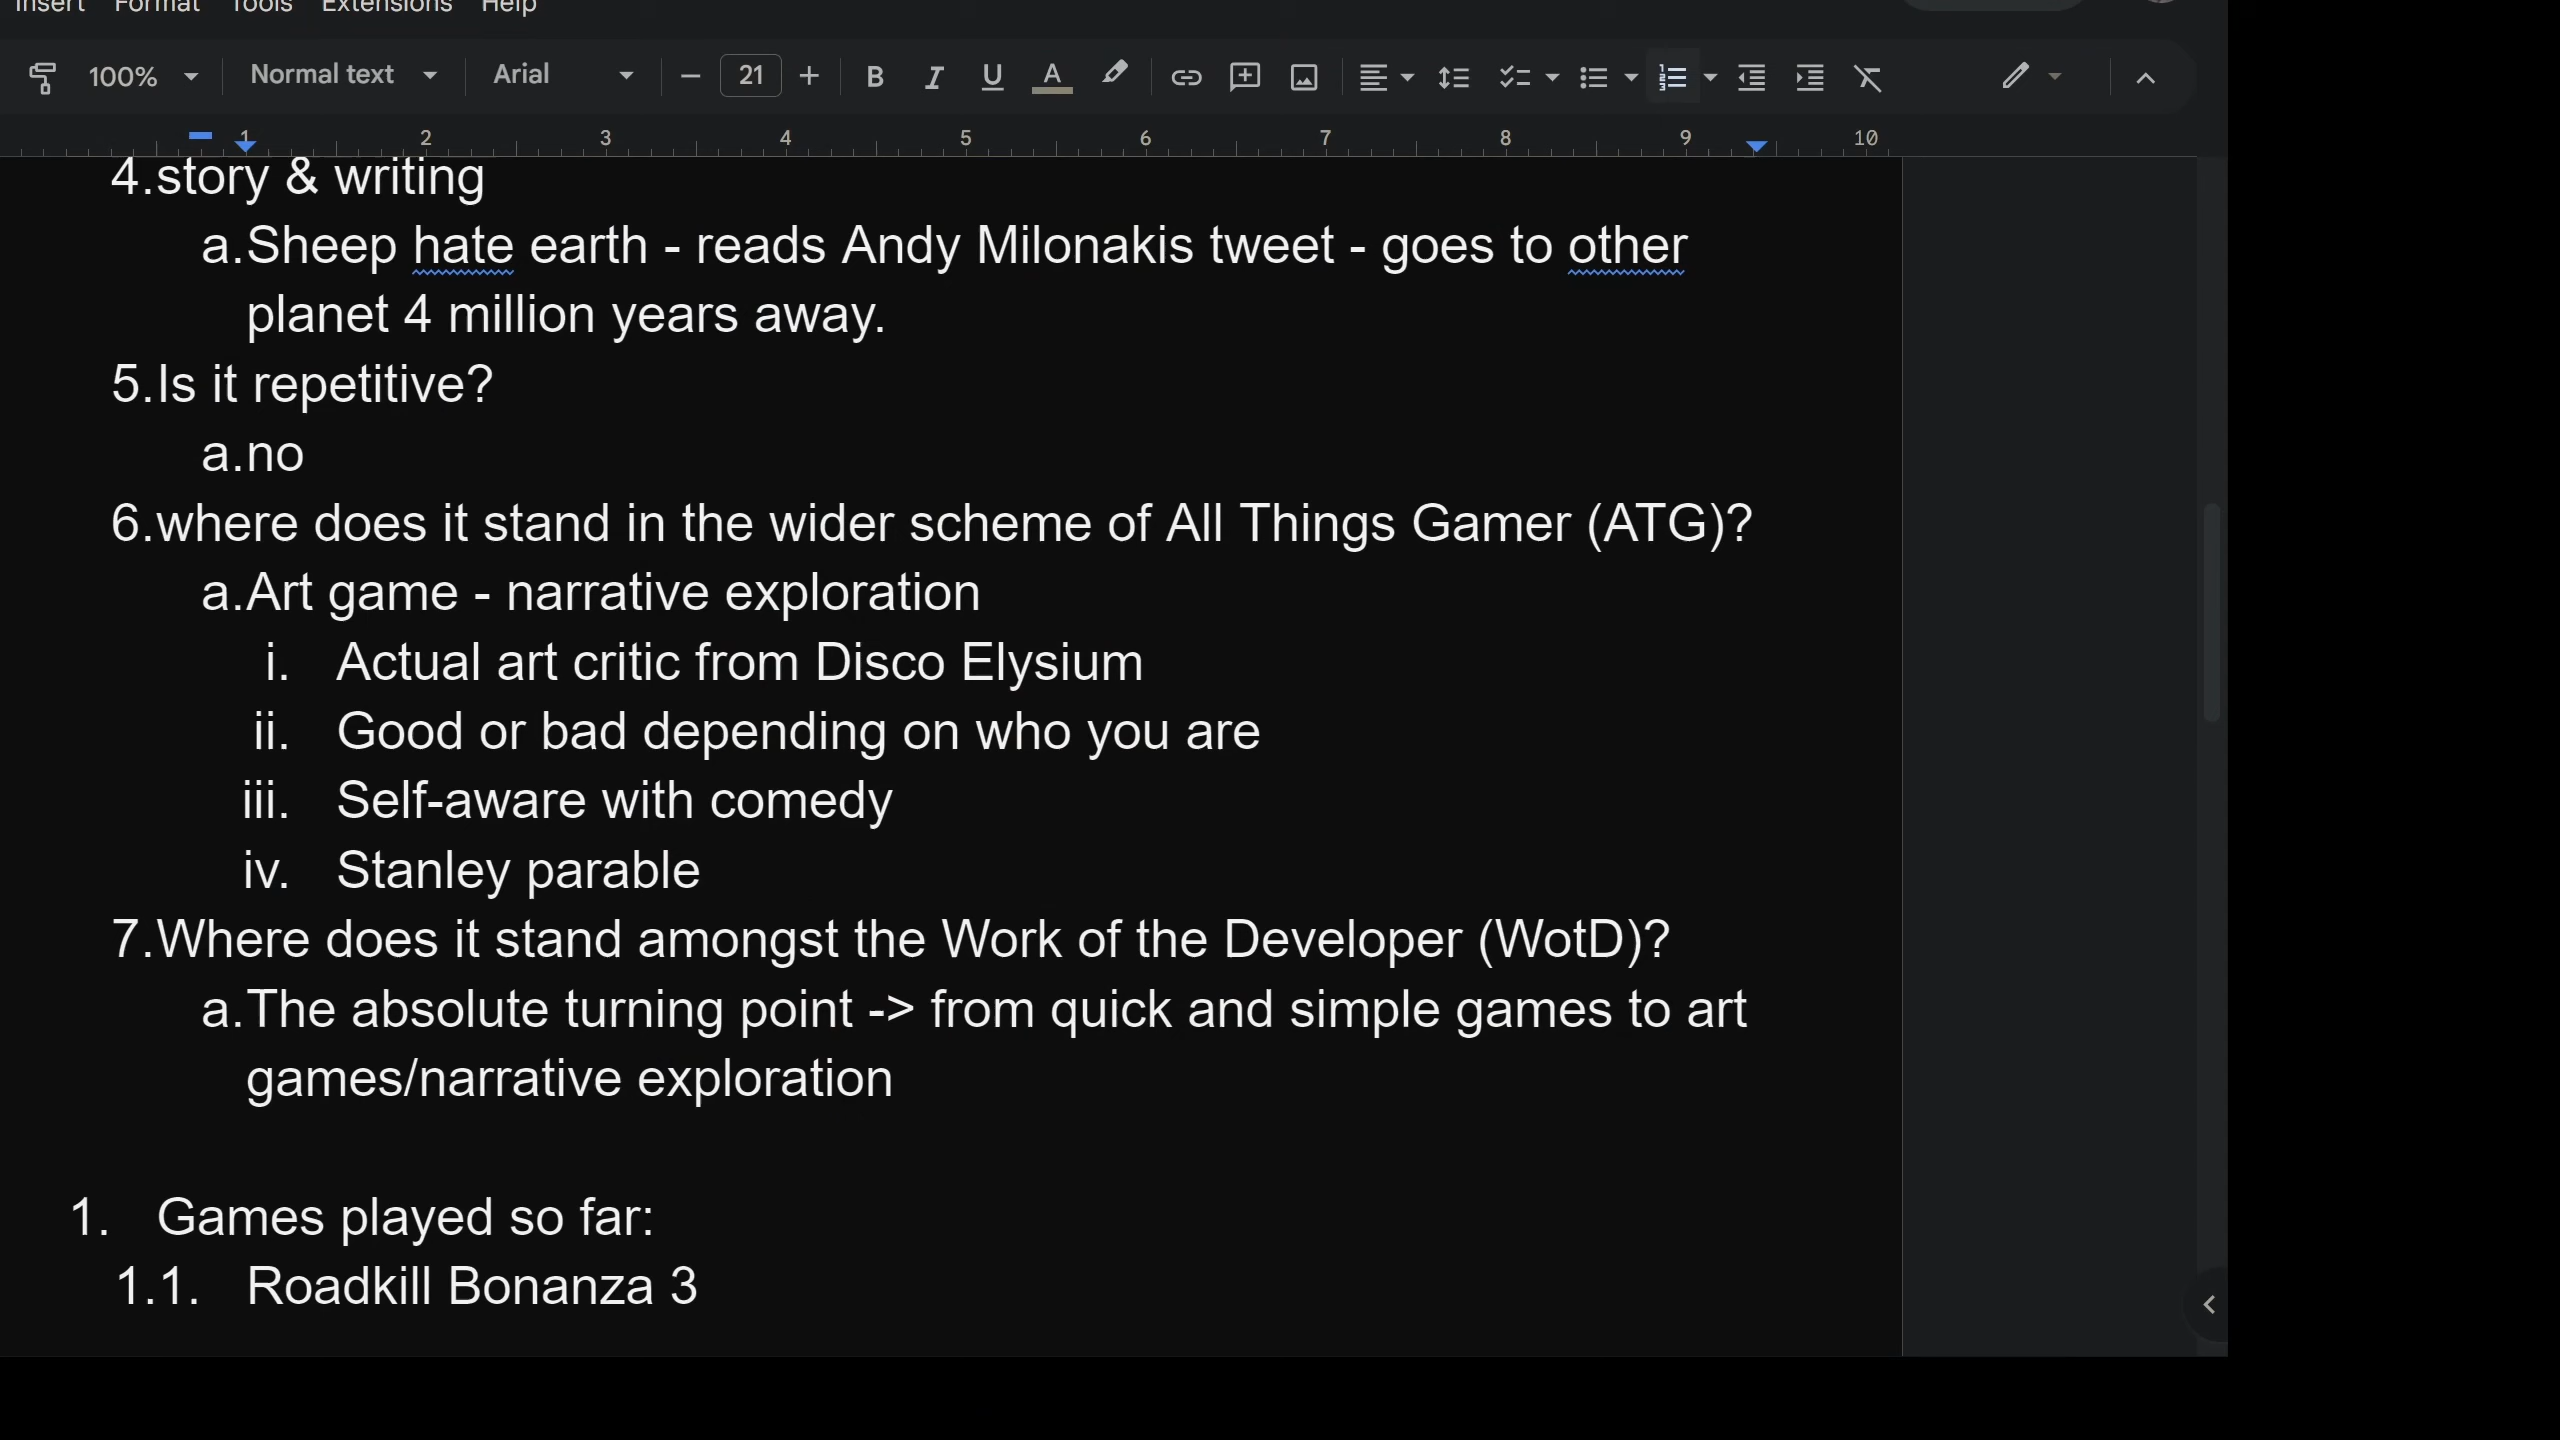 Insert Format Tools Extensions Help
100% Normal text Arial 21 B I U A
1 2 3 4 5 6 7 8 9 10
4.story & writing
a.Sheep hate earth - reads Andy Milonakis tweet - goes to other
planet 4 million years away.
5.Is it repetitive?
a.no
6.where does it stand in the wider scheme of All Things Gamer (ATG)?
a.Art game - narrative exploration
i. Actual art critic from Disco Elysium
ii. Good or bad depending on who you are
iii. Self-aware with comedy
iv. Stanley parable
7.Where does it stand amongst the Work of the Developer (WotD)?
a.The absolute turning point -> from quick and simple games to art
games/narrative exploration
1. Games played so far:
1.1. Roadkill Bonanza 3